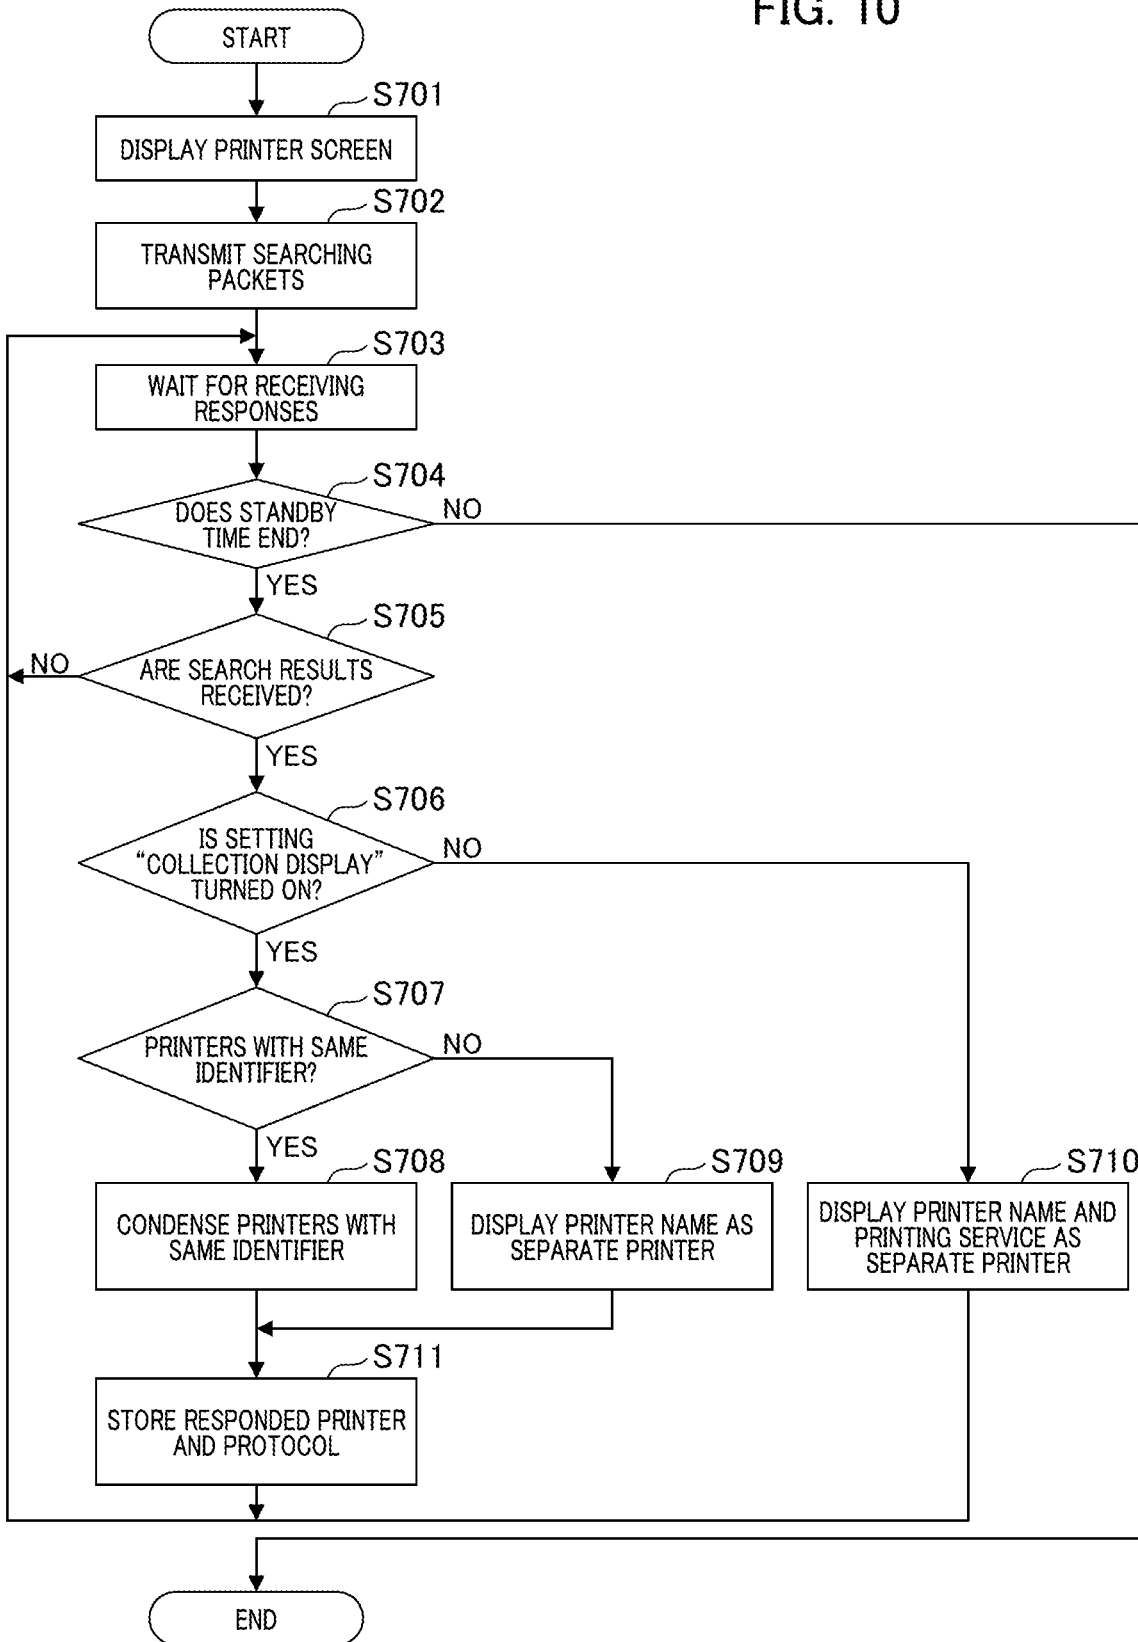 FIG. 10
START
S701
DISPLAY PRINTER SCREEN
S702
TRANSMIT SEARCHING
PACKETS
S703
WAIT FOR RECEIVING
RESPONSES
S704
DOES STANDBY
TIME END?
NO
YES
S705
ARE SEARCH RESULTS
RECEIVED?
NO
YES
S706
IS SETTING
“COLLECTION DISPLAY”
TURNED ON?
NO
YES
S707
PRINTERS WITH SAME
IDENTIFIER?
NO
YES
S708
CONDENSE PRINTERS WITH
SAME IDENTIFIER
S709
DISPLAY PRINTER NAME AS
SEPARATE PRINTER
S710
DISPLAY PRINTER NAME AND
PRINTING SERVICE AS
SEPARATE PRINTER
S711
STORE RESPONDED PRINTER
AND PROTOCOL
END